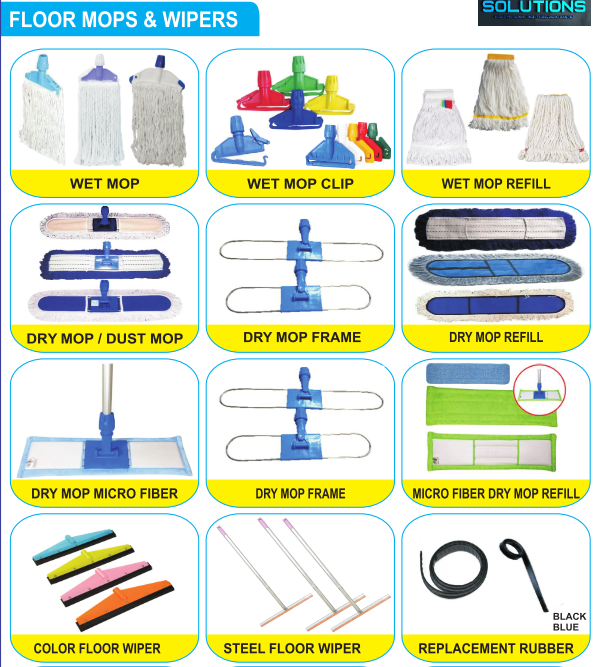 FLOOR MOPS & WIPERS
SOLUTIONS
WET MOP
WET MOP CLIP
WET MOP REFILL
DRY MOP / DUST MOP
DRY MOP FRAME
DRY MOP REFILL
DRY MOP MICRO FIBER
DRY MOP FRAME
MICRO FIBER DRY MOP REFILL
COLOR FLOOR WIPER
STEEL FLOOR WIPER
BLACK
BLUE
REPLACEMENT RUBBER